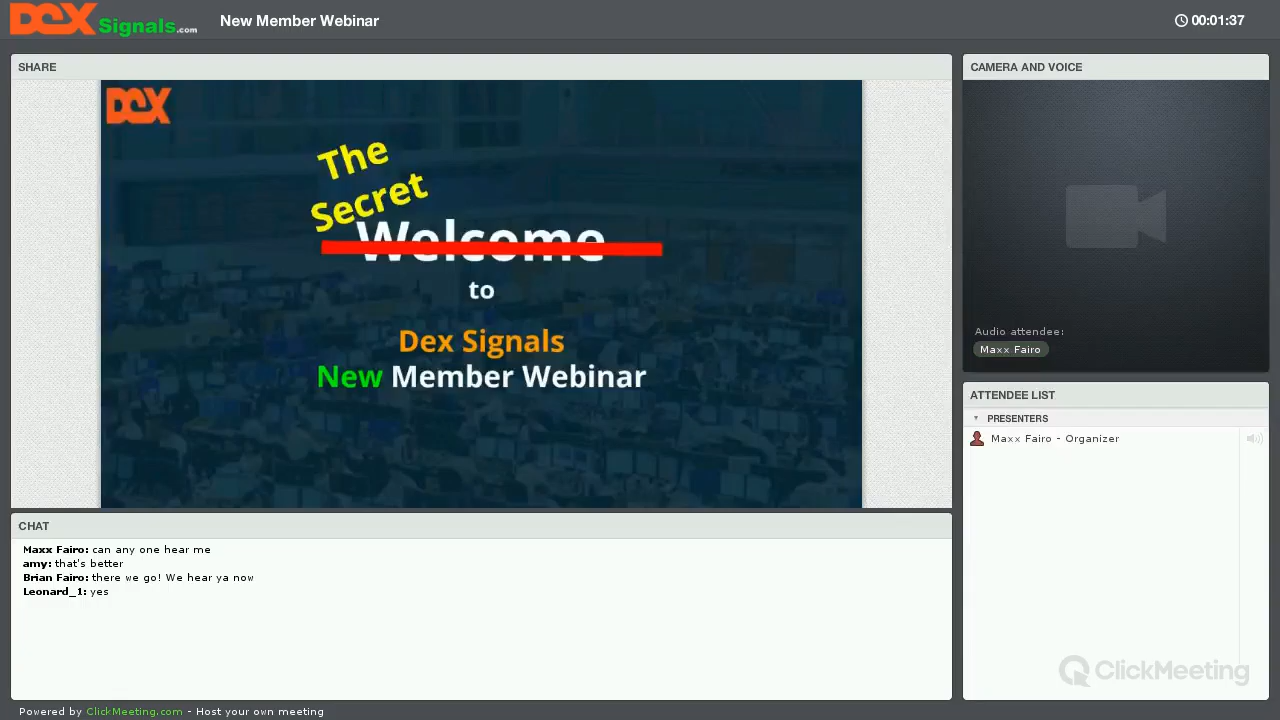 DEX Signals.com
New Member Webinar
00:01:37
SHARE
DEX
The
Secret
Welcome
to
Dex Signals
New Member Webinar
CAMERA AND VOICE
Audio attendee:
Maxx Fairo
ATTENDEE LIST
PRESENTERS
Maxx Fairo - Organizer
CHAT
Maxx Fairo: can any one hear me
amy: that's better
Brian Fairo: there we go! We hear ya now
Leonard_1: yes
ClickMeeting
Powered by ClickMeeting.com - Host your own meeting